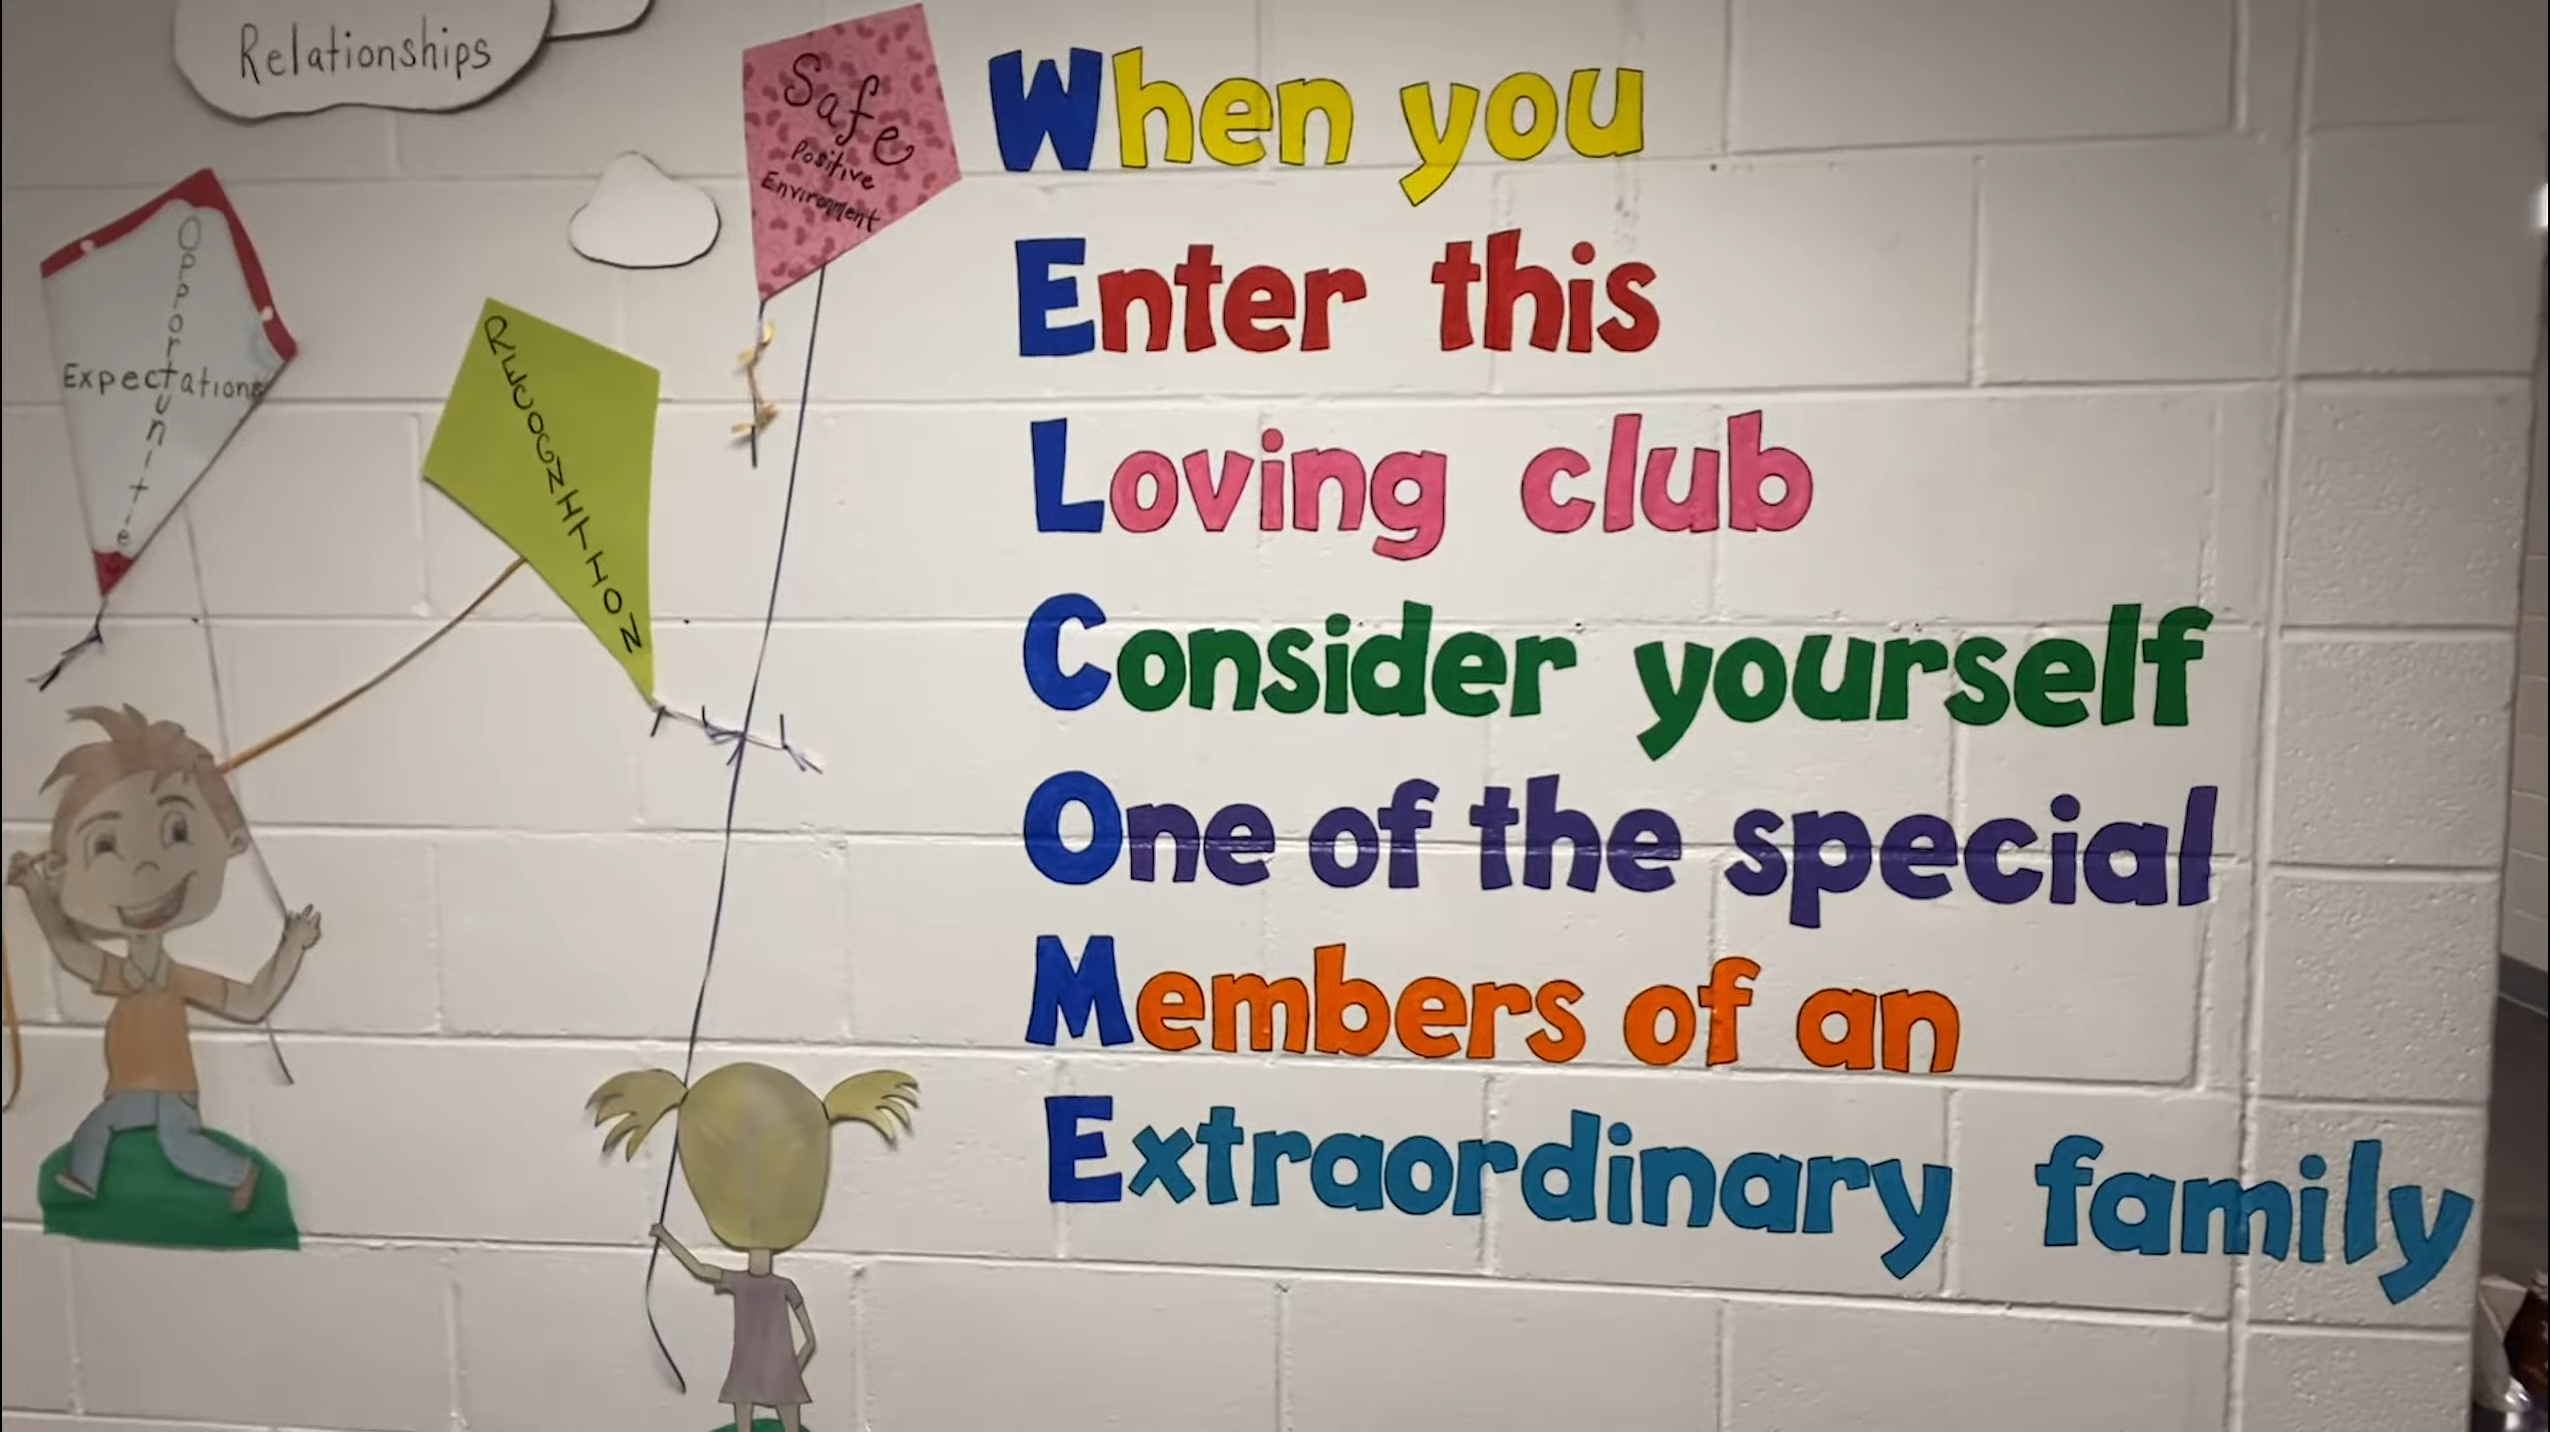 Relationships
Safe
Positive
Environment
Opportunities
Expectations
RECOGNITION
When you
Enter this
Loving club
Consider yourself
One of the special
Members of an
Extraordinary family